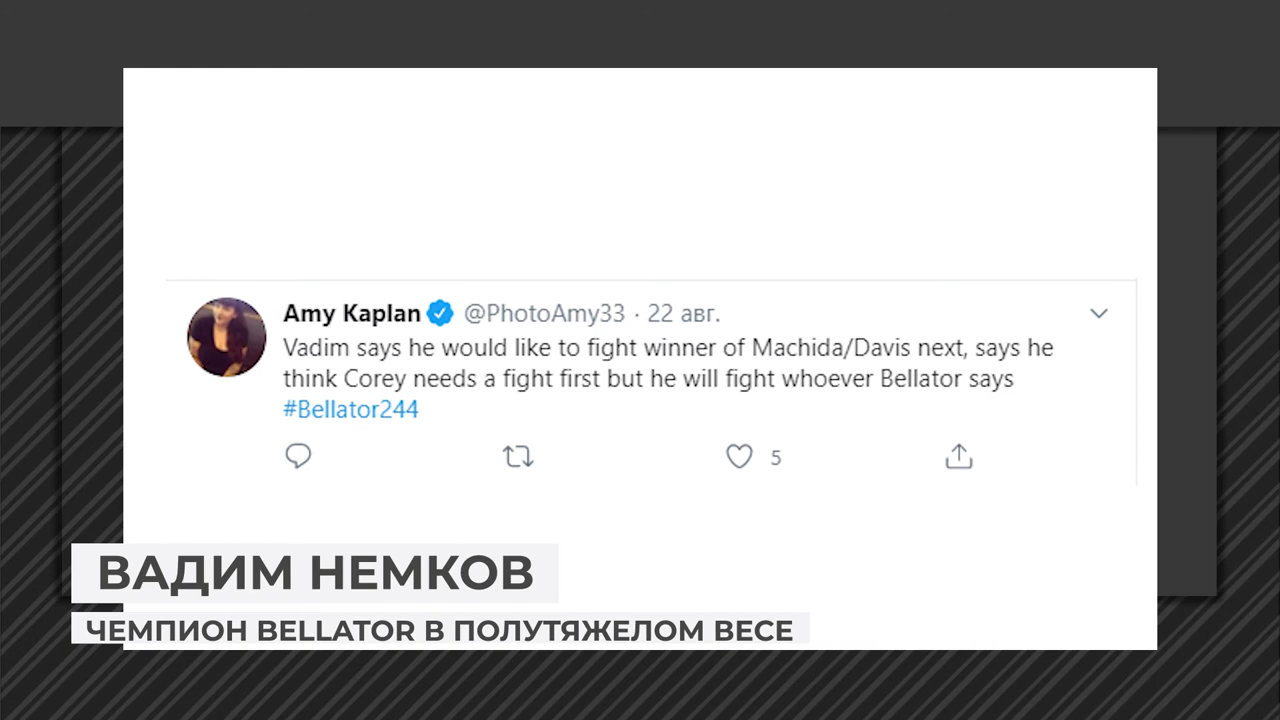 Amy Kaplan @PhotoAmy33 · 22 авг.
Vadim says he would like to fight winner of Machida/Davis next, says he
think Corey needs a fight first but he will fight whoever Bellator says
#Bellator244
5
ВАДИМ НЕМКОВ
ЧЕМПИОН BELLATOR В ПОЛУТЯЖЕЛОМ ВЕСЕ